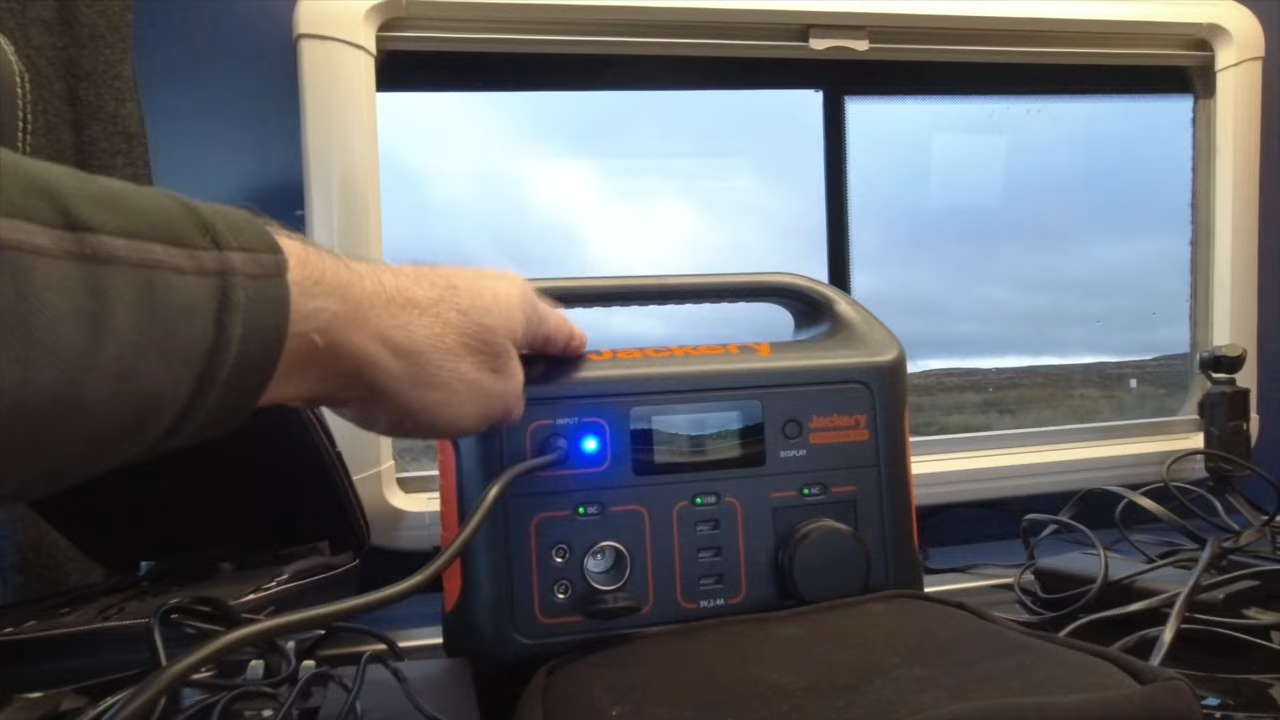 Jackery
INPUT
Jackery
DISPLAY
DC
USB
AC
5V,2.4A